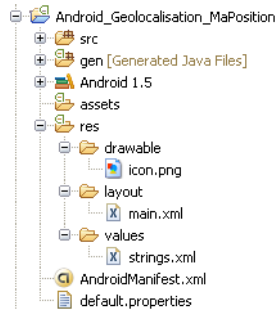 Android_Geolocalisation_MaPosition
src
gen [Generated Java Files]
Android 1.5
assets
res
drawable
icon.png
layout
main.xml
values
strings.xml
AndroidManifest.xml
default.properties